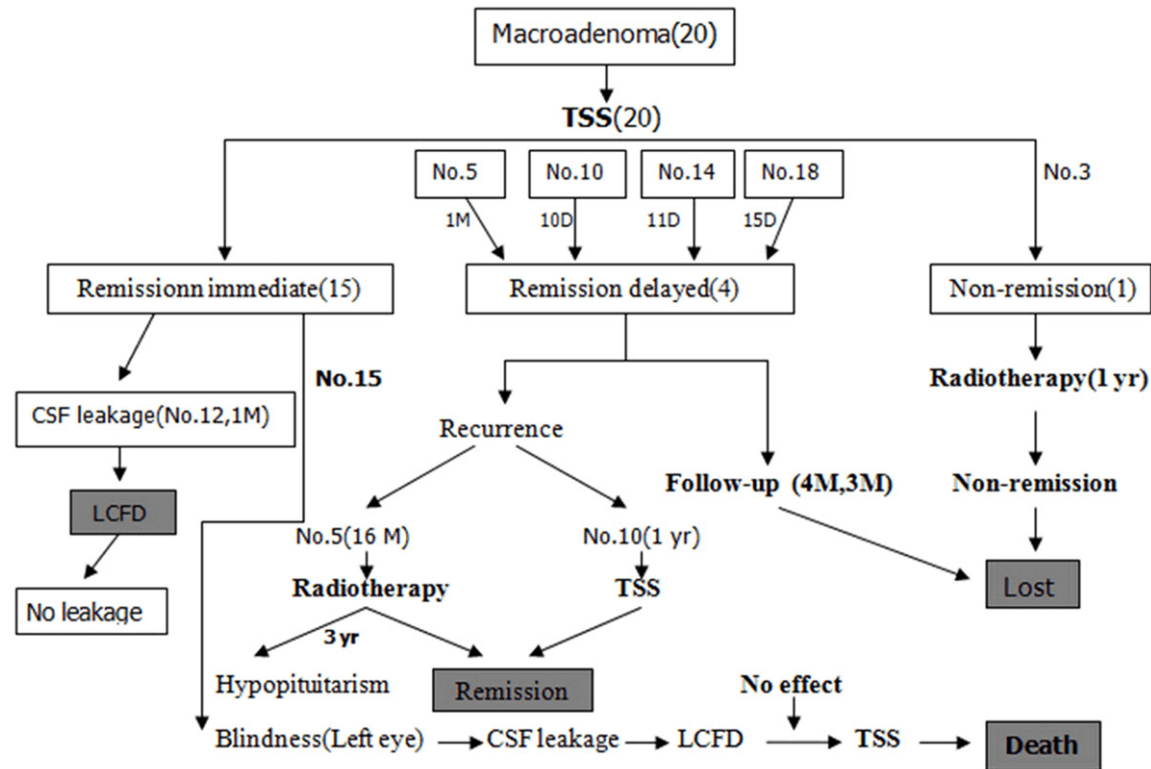 Macroadenoma(20)
TSS(20)
No.5
No.10
No.14
No.18
No.3
1M
10D
11D
15D
Remissionn immediate(15)
Remission delayed(4)
Non-remission(1)
No.15
Radiotherapy(1 yr)
CSF leakage(No.12,1M)
Recurrence
Follow-up (4M,3M)
Non-remission
LCFD
No.5(16 M)
No.10(1 yr)
Radiotherapy
TSS
Lost
No leakage
3 yr
Hypopituitarism
Remission
No effect
Blindness(Left eye)
CSF leakage
LCFD
TSS
Death